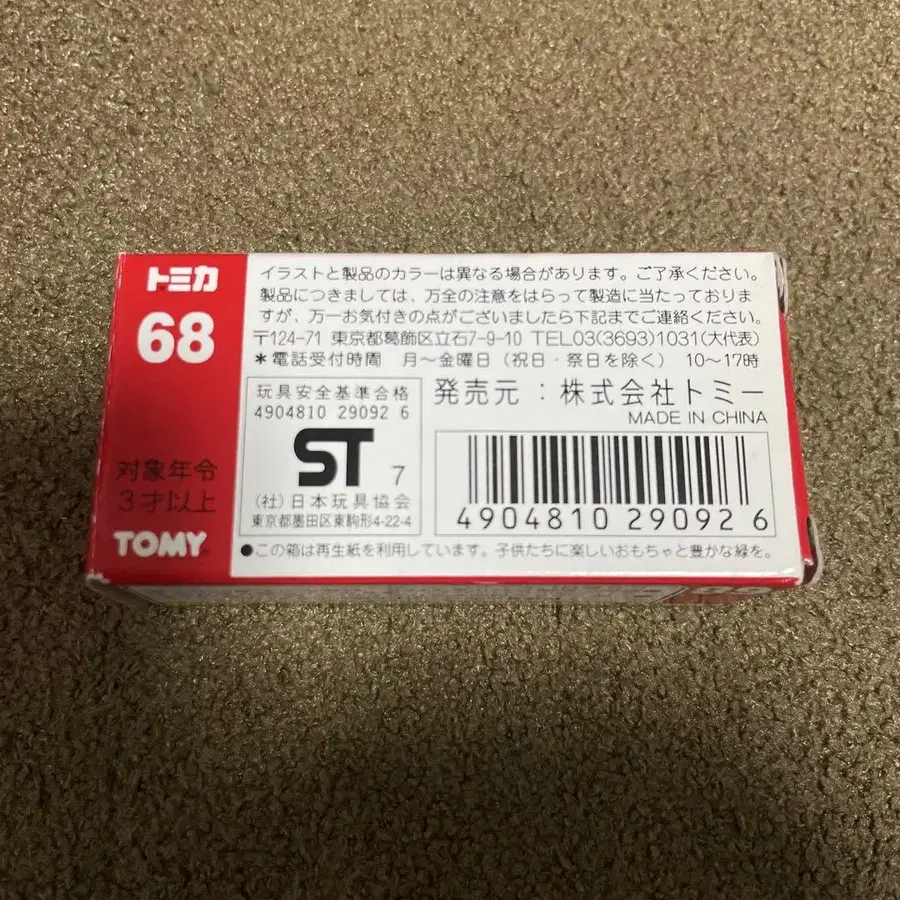 トミカ
68
対象年令
3才以上
TOMY
イラストと製品のカラーは異なる場合があります。ご了承ください。
製品につきましては、万全の注意をはらって製造に当たっておりま
すが、万一お気付きの点がございましたら下記までご連絡ください。
〒124-71 東京都葛飾区立石7-9-10 TEL03(3693)1031(大代表)
*電話受付時間 月〜金曜日(祝日・祭日を除く) 10〜17時
玩具安全基準合格
4904810 29092 6
ST 7
(社)日本玩具協会
東京都墨田区東駒形4-22-4
発売元:株式会社トミー
MADE IN CHINA
4904810 290926
●この箱は再生紙を利用しています。子供たちに楽しいおもちゃと豊かな緑を。